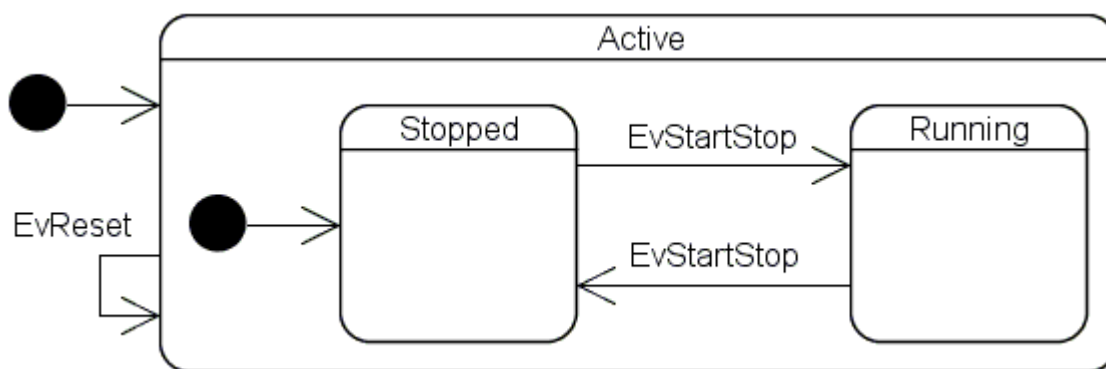 Active
Stopped
EvStartStop
Running
EvReset
EvStartStop